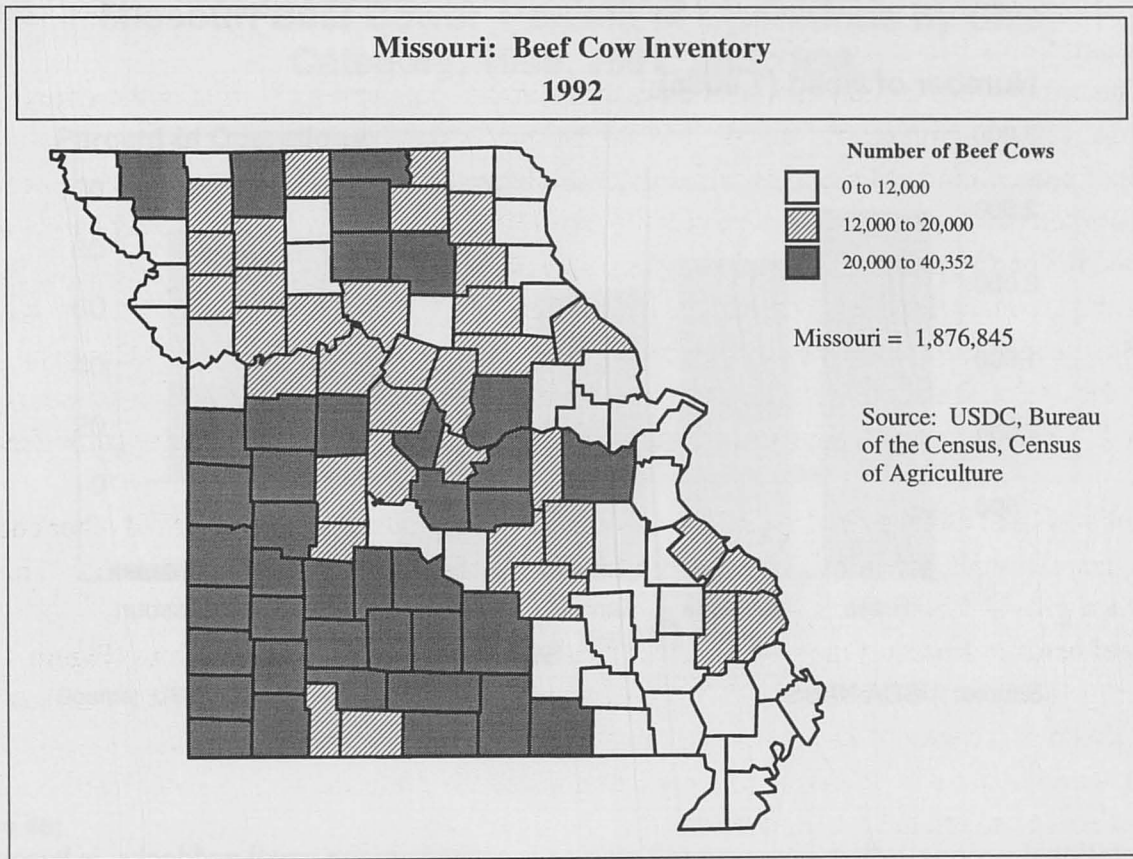 Missouri: Beef Cow Inventory
1992
Number of Beef Cows
0 to 12,000
12,000 to 20,000
20,000 to 40,352
Missouri = 1,876,845
Source: USDC, Bureau
of the Census, Census
of Agriculture